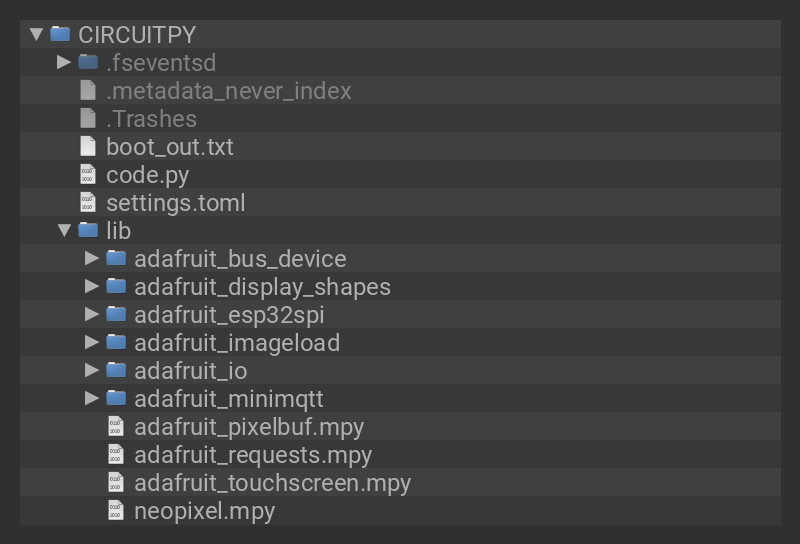 CIRCUITPY
.fseventsd
.metadata_never_index
.Trashes
boot_out.txt
code.py
settings.toml
lib
adafruit_bus_device
adafruit_display_shapes
adafruit_esp32spi
adafruit_imageload
adafruit_io
adafruit_minimqtt
adafruit_pixelbuf.mpy
adafruit_requests.mpy
adafruit_touchscreen.mpy
neopixel.mpy